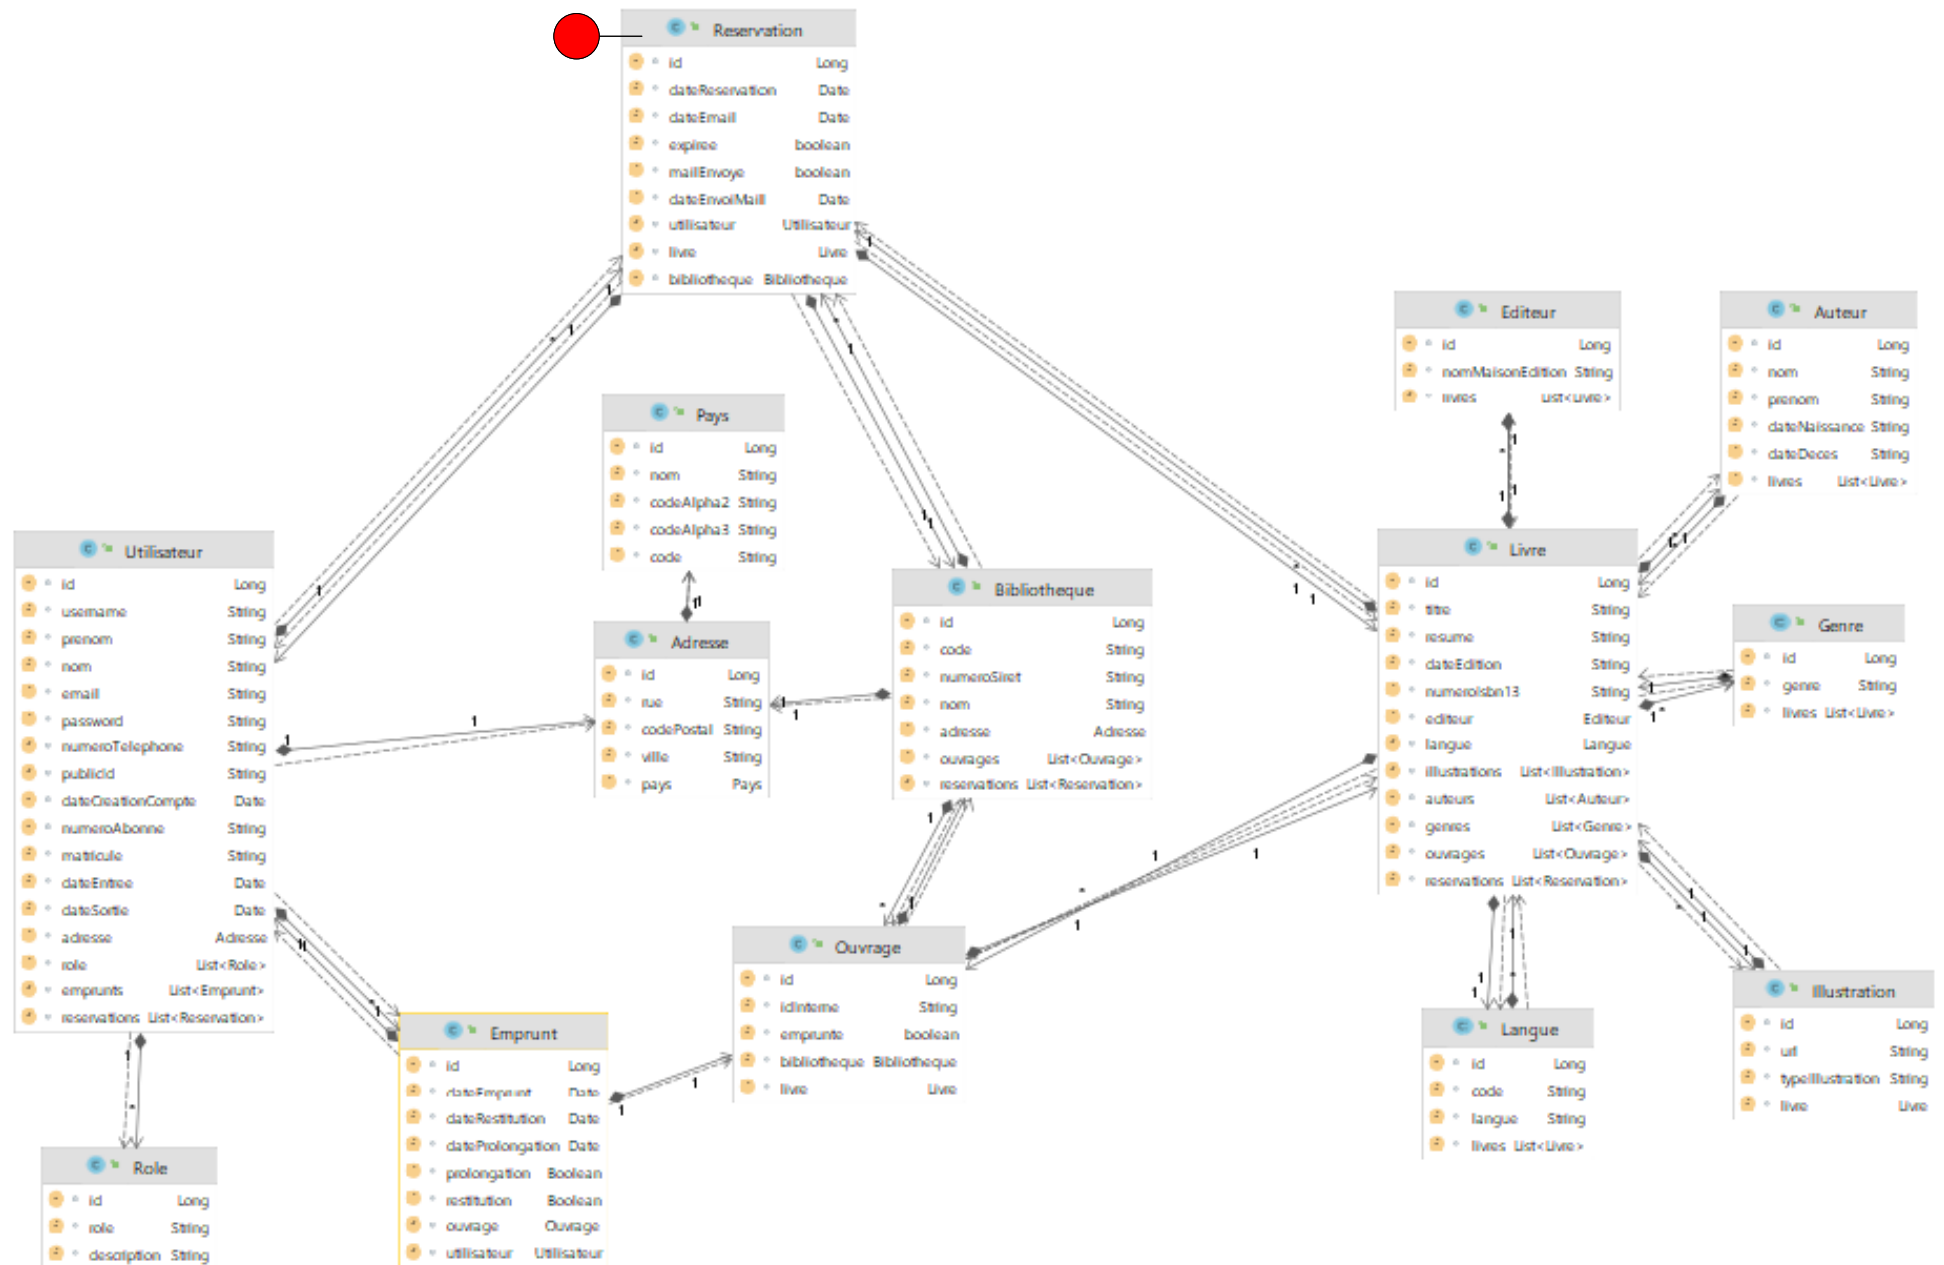 Reservation
id Long
dateReservation Date
dateEmail Date
expiree boolean
mailEnvoye boolean
dateEnvoiMaill Date
utilisateur Utilisateur
livre Livre
bibliotheque Bibliotheque
Editeur
id Long
nomMaisonEdition String
livres List<Livre>
Auteur
id Long
nom String
prenom String
dateNaissance String
dateDeces String
livres List<Livre>
Pays
id Long
nom String
codeAlpha2 String
codeAlpha3 String
code String
Utilisateur
id Long
username String
prenom String
nom String
email String
password String
numeroTelephone String
publicId String
dateCreationCompte Date
numeroAbonne String
matricule String
dateEntree Date
dateSortie Date
adresse Adresse
role List<Role>
emprunts List<Emprunt>
reservations List<Reservation>
Adresse
id Long
rue String
codePostal String
ville String
pays Pays
Bibliotheque
id Long
code String
numeroSiret String
nom String
adresse Adresse
ouvrages List<Ouvrage>
reservations List<Reservation>
Livre
id Long
titre String
resume String
dateEdition String
numeroIsbn13 String
editeur Editeur
langue Langue
illustrations List<Illustration>
auteurs List<Auteur>
genres List<Genre>
ouvrages List<Ouvrage>
reservations List<Reservation>
Genre
id Long
genre String
livres List<Livre>
Ouvrage
id Long
idInterne String
emprunte boolean
bibliotheque Bibliotheque
livre Livre
Illustration
id Long
url String
typeIllustration String
livre Livre
Langue
id Long
code String
langue String
livres List<Livre>
Emprunt
id Long
dateEmprunt Date
dateRestitution Date
dateProlongation Date
prolongation Boolean
restitution Boolean
ouvrage Ouvrage
utilisateur Utilisateur
Role
id Long
role String
description String